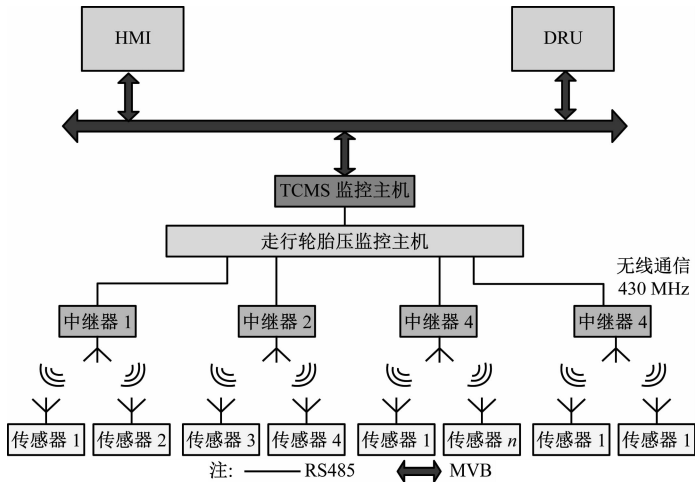 HMI
DRU
TCMS 监控主机
走行轮胎压监控主机
无线通信
430 MHz
中继器 1
中继器 2
中继器 4
中继器 4
传感器 1
传感器 2
传感器 3
传感器 4
传感器 1
传感器 n
传感器 1
传感器 1
注: RS485 MVB